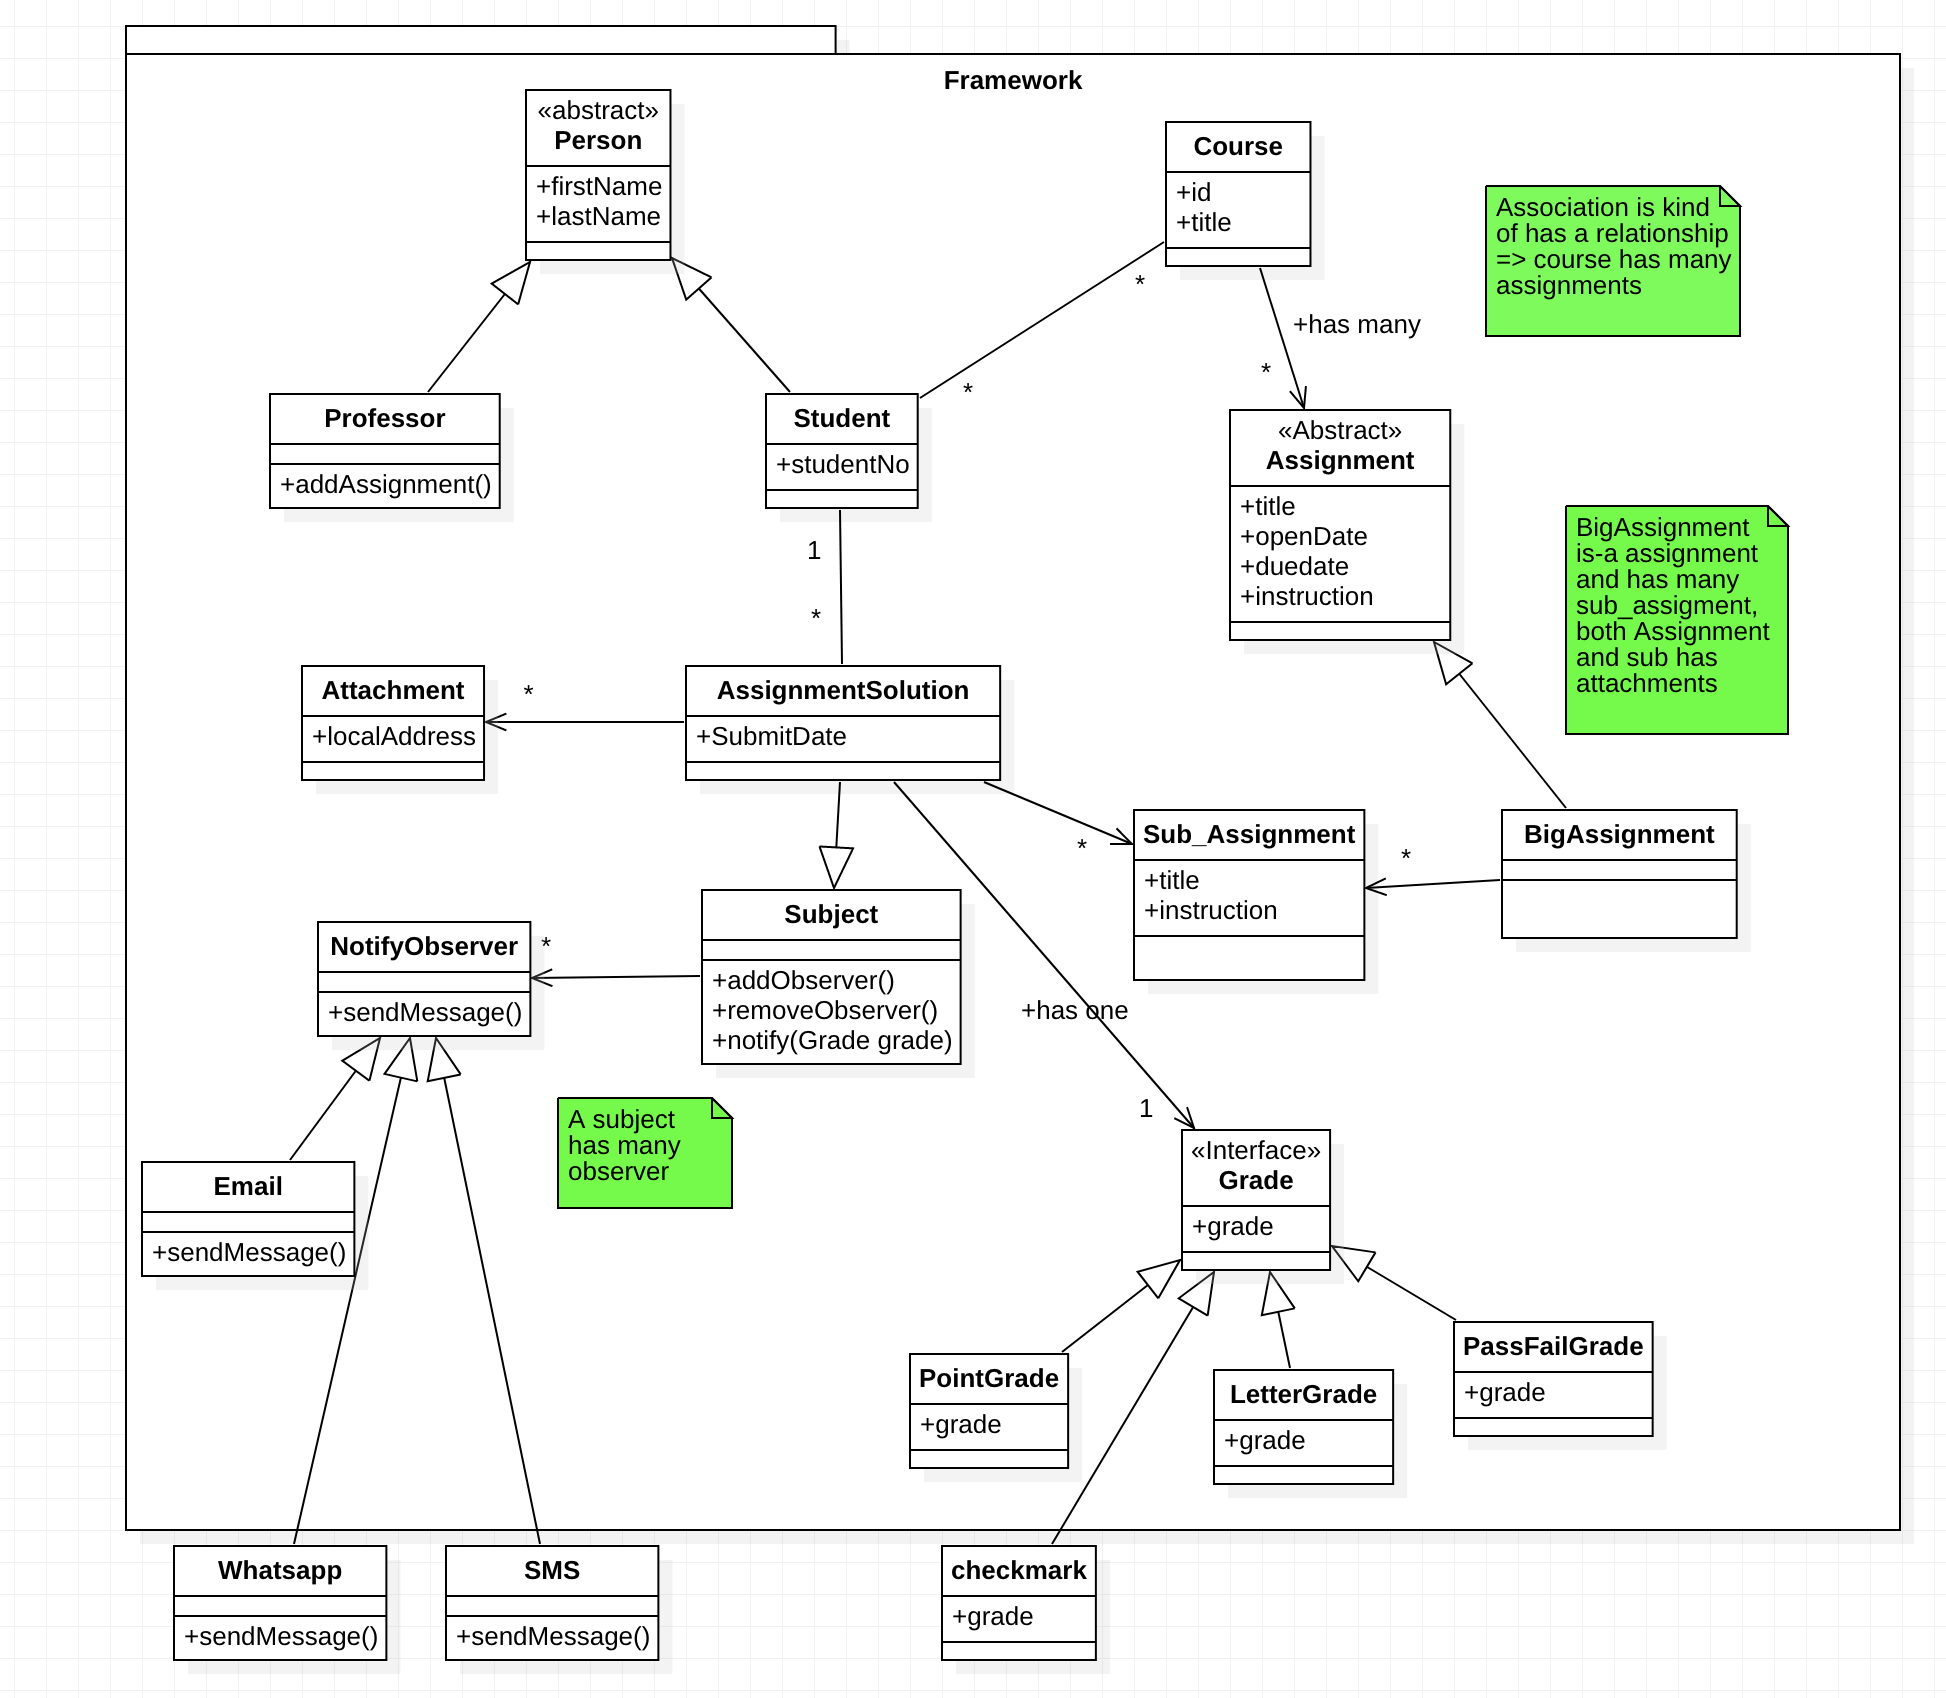 Framework
«abstract»
Person
+firstName
+lastName
Course
+id
+title
Association is kind
of has a relationship
=> course has many
assignments
*
+has many
*
*
Professor
+addAssignment()
Student
+studentNo
«Abstract»
Assignment
+title
+openDate
+duedate
+instruction
BigAssignment
is-a assignment
and has many
sub_assigment,
both Assignment
and sub has
attachments
1
*
Attachment
+localAddress
*
AssignmentSolution
+SubmitDate
*
Sub_Assignment
+title
+instruction
*
BigAssignment
NotifyObserver
+sendMessage()
*
Subject
+addObserver()
+removeObserver()
+notify(Grade grade)
+has one
1
A subject
has many
observer
Email
+sendMessage()
«Interface»
Grade
+grade
PointGrade
+grade
LetterGrade
+grade
PassFailGrade
+grade
Whatsapp
+sendMessage()
SMS
+sendMessage()
checkmark
+grade